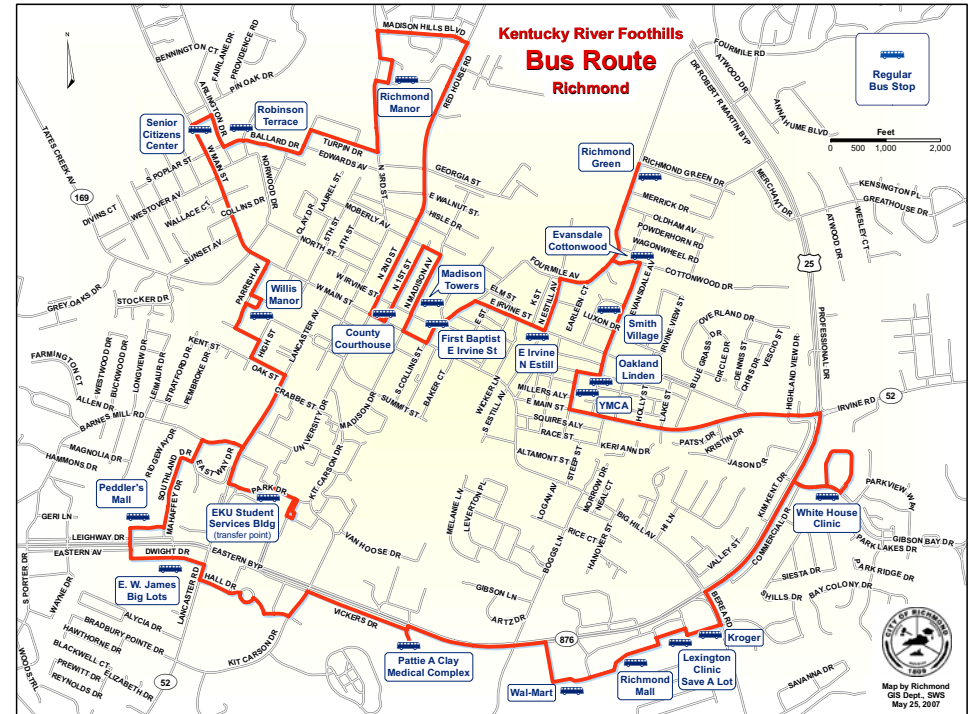 Kentucky River Foothills
Bus Route
Richmond
Regular
Bus Stop
Feet
0 500 1,000 2,000
N
MADISON HILLS BLVD
RED HOUSE RD
BENNINGTON CT
FAIRLANE DR
PROVIDENCE RD
PIN OAK DR
ARLINGTON DR
Richmond
Manor
Robinson
Terrace
Senior
Citizens
Center
BALLARD DR
TURPIN DR
EDWARDS AV
N 3RD ST
GEORGIA ST
E WALNUT ST
HISLE DR
TATES CREEK AV
169
W MAIN ST
S POPLAR ST
WESTOVER AV
DIVINS CT
WALLACE CT
COLLINS DR
NORWOOD DR
SUNSET AV
LAUREL ST
CLAY DR
5TH ST
4TH ST
MOBERLY AV
NORTH ST
W IRVINE ST
W MAIN ST
N 2ND ST
N 1ST ST
N MADISON AV
Madison
Towers
County
Courthouse
First Baptist
E Irvine St
Willis
Manor
PARRISH AV
HIGH ST
LANCASTER AV
GREY OAKS DR
STOCKER DR
KENT ST
OAK ST
CRABBE ST
FARMINGTON CT
WESTWOOD DR
BUCKWOOD DR
LONGVIEW DR
LEMAUR DR
STRATFORD DR
PEMBROKE DR
ALLEN DR
BARNES MILL RD
MAGNOLIA DR
HAMMONS DR
RIDGEWAY DR
SOUTHLAND DR
MAHAFFEY DR
EASTWAY DR
UNIVERSITY DR
MADISON DR
KIT CARSON DR
S COLLINS ST
SUMMIT ST
BAKER CT
E ST
ELM ST
E IRVINE ST
K ST
N ESTILL AV
FOURMILE AV
EARLEEN CT
E Irvine
N Estill
WICKER LN
S ESTILL AV
Richmond
Green
RICHMOND GREEN DR
MERRICK DR
OLDHAM AV
POWDERHORN RD
WAGONWHEEL RD
COTTONWOOD DR
Evansdale
Cottonwood
EVANSDALE AV
LEXION DR
Smith
Village
IRVINE VIEW ST
Oakland
Linden
YMCA
MILLERS ALY
E MAIN ST
SQUIRES ALY
RACE ST
ALTAMONT ST
STEEP ST
HOLLY ST
LAKE ST
KERI ANN DR
PATSY DR
KRISTIN DR
JASON DR
OVERLAND DR
BLUE GRASS DR
CIRCLE DR
DENNIS ST
CHRIS DR
VESCIO ST
HIGHLAND VIEW DR
PROFESSIONAL DR
IRVINE RD
52
FOURMILE RD
ATWOOD DR
DR ROBERT R MARTIN BYP
ANNAHUME BLVD
MERCHANT DR
KENSINGTON PL
GREATHOUSE DR
WESLEY CT
ATWOOD DR
25
KIM KENT DR
COMMERCIAL DR
White House
Clinic
PARKVIEW
GIBSON BAY DR
PARK LAKES DR
PARK RIDGE DR
BAY COLONY DR
SIESTA DR
S HILLS DR
Peddler's
Mall
GERI LN
LEIGHWAY DR
EASTERN AV
DWIGHT DR
S PORTER DR
WAYNE DR
EKU Student
Services Bldg
(transfer point)
PARK DR
VAN HOOSE DR
EASTERN BYP
HALL DR
LANCASTER RD
E. W. James
Big Lots
ALYCIA DR
BRADBURY POINTE DR
HAWTHORNE DR
BLACKWELL CT
PREWITT DR
REYNOLDS DR
ELIZABETH DR
52
KIT CARSON DR
VICKERS DR
Pattie A Clay
Medical Complex
MELANIE LN
LEVERTON PL
LOGAN AV
MORROW DR
NEAL CT
BIG HILL AV
HI LN
RICE CT
HANOVER ST
BOGGS LN
GIBSON LN
ARTZ DR
VALLEY ST
BEREA RD
876
Wal-Mart
Richmond
Mall
Lexington
Clinic
Save A Lot
Kroger
SAVANNA DR
CITY OF RICHMOND
1809
Map by Richmond
GIS Dept., SWS
May 25, 2007